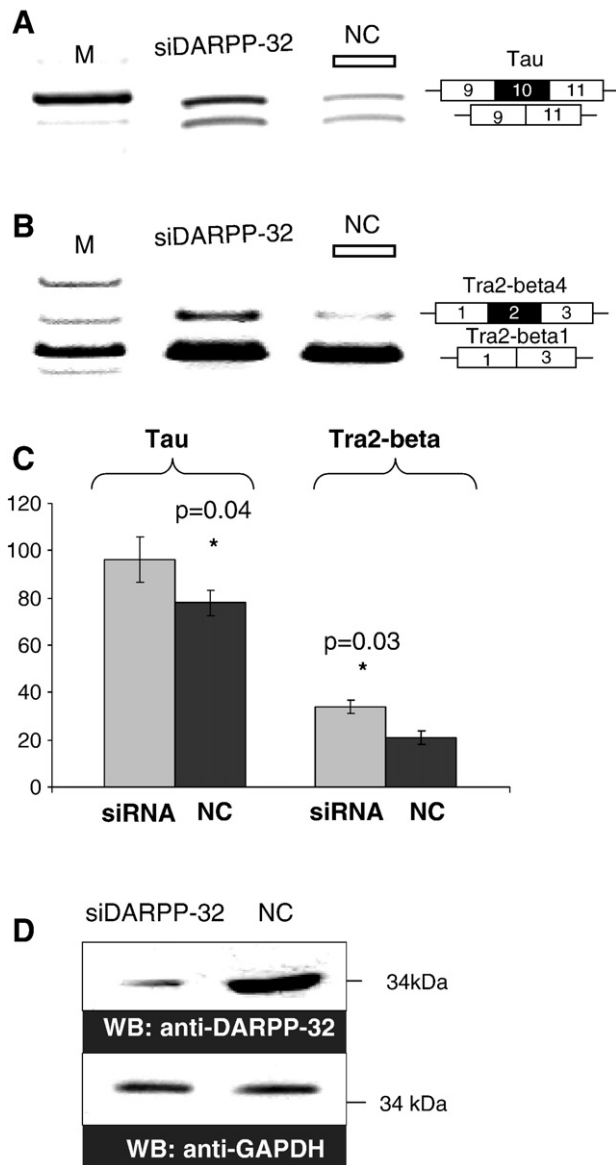 A
M siDARPP-32 NC Tau
9 10 11
9 11
B
M siDARPP-32 NC
Tra2-beta4
1 2 3
Tra2-beta1
1 3
C
Tau Tra2-beta
120
100
80
60
40
20
0
p=0.04
*
p=0.03
*
siRNA NC siRNA NC
D
siDARPP-32 NC
34kDa
WB: anti-DARPP-32
34 kDa
WB: anti-GAPDH